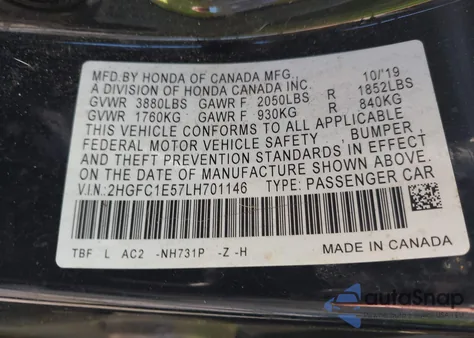 MFD.BY HONDA OF CANADA MFG. 10/'19
A DIVISION OF HONDA CANADA INC.
GVWR 3880LBS GAWR F 2050LBS R 1852LBS
GVWR 1760KG GAWR F 930KG R 840KG
THIS VEHICLE CONFORMS TO ALL APPLICABLE
FEDERAL MOTOR VEHICLE SAFETY , BUMPER ,
AND THEFT PREVENTION STANDARDS IN EFFECT
ON THE DATE OF MANUFACTURE SHOWN ABOVE.
V.I.N.:2HGFC1E57LH701146 TYPE: PASSENGER CAR
TBF L AC2 -NH731P -Z -H
MADE IN CANADA
autoSnap